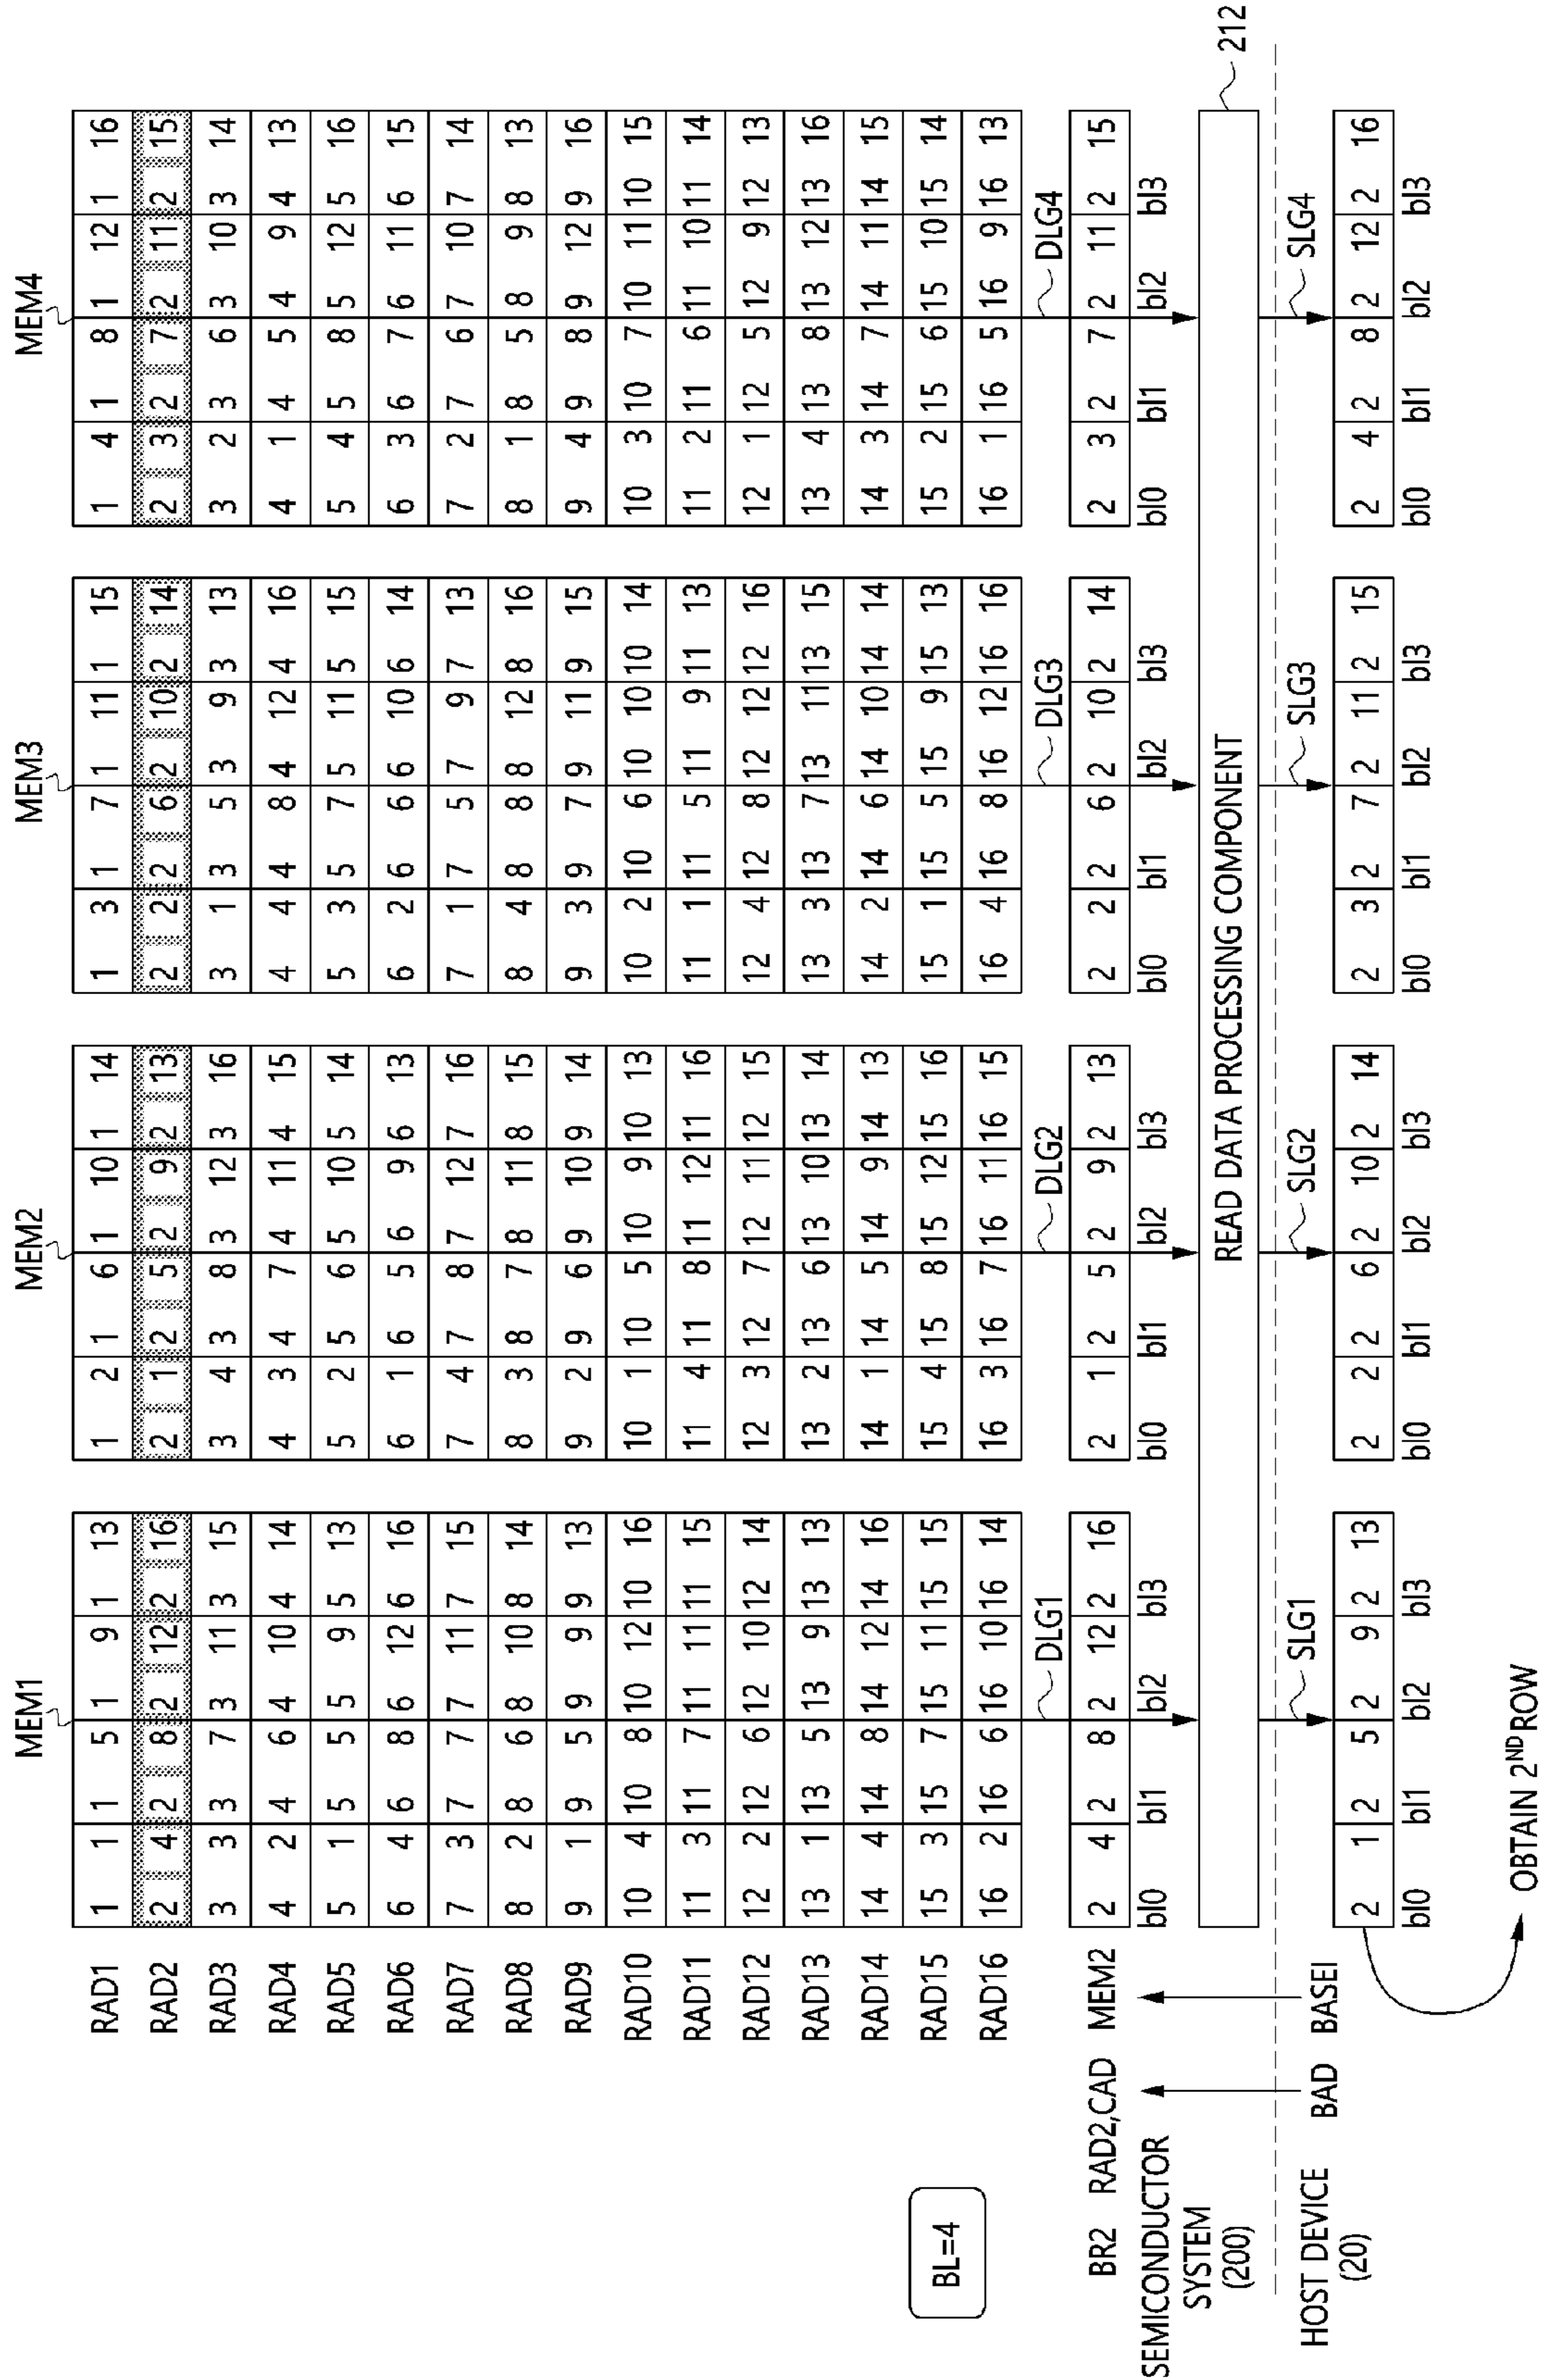 MEM1 MEM2 MEM3 MEM4
RAD1 1 1 1 5 1 9 1 13 1 2 1 6 1 10 1 14 1 3 1 7 1 11 1 15 1 4 1 8 1 12 1 16
RAD2 2 4 2 8 2 12 2 16 2 1 2 5 2 9 2 13 2 2 2 6 2 10 2 14 2 3 2 7 2 11 2 15
RAD3 3 3 3 7 3 11 3 15 3 4 3 8 3 12 3 16 3 1 3 5 3 9 3 13 3 2 3 6 3 10 3 14
RAD4 4 2 4 6 4 10 4 14 4 3 4 7 4 11 4 15 4 4 4 8 4 12 4 16 4 1 4 5 4 9 4 13
RAD5 5 1 5 5 5 9 5 13 5 2 5 6 5 10 5 14 5 3 5 7 5 11 5 15 5 4 5 8 5 12 5 16
RAD6 6 4 6 8 6 12 6 16 6 1 6 5 6 9 6 13 6 2 6 6 6 10 6 14 6 3 6 7 6 11 6 15
RAD7 7 3 7 7 7 11 7 15 7 4 7 8 7 12 7 16 7 1 7 5 7 9 7 13 7 2 7 6 7 10 7 14
RAD8 8 2 8 6 8 10 8 14 8 3 8 7 8 11 8 15 8 4 8 8 8 12 8 16 8 1 8 5 8 9 8 13
RAD9 9 1 9 5 9 9 9 13 9 2 9 6 9 10 9 14 9 3 9 7 9 11 9 15 9 4 9 8 9 12 9 16
RAD10 10 4 10 8 10 12 10 16 10 1 10 5 10 9 10 13 10 2 10 6 10 10 10 14 10 3 10 7 10 11 10 15
RAD11 11 3 11 7 11 11 11 15 11 4 11 8 11 12 11 16 11 1 11 5 11 9 11 13 11 2 11 6 11 10 11 14
RAD12 12 2 12 6 12 10 12 14 12 3 12 7 12 11 12 15 12 4 12 8 12 12 12 16 12 1 12 5 12 9 12 13
RAD13 13 1 13 5 13 9 13 13 13 2 13 6 13 10 13 14 13 3 13 7 13 11 13 15 13 4 13 8 13 12 13 16
RAD14 14 4 14 8 14 12 14 16 14 1 14 5 14 9 14 13 14 2 14 6 14 10 14 14 14 3 14 7 14 11 14 15
RAD15 15 3 15 7 15 11 15 15 15 4 15 8 15 12 15 16 15 1 15 5 15 9 15 13 15 2 15 6 15 10 15 14
RAD16 16 2 16 6 16 10 16 14 16 3 16 7 16 11 16 15 16 4 16 8 16 12 16 16 16 1 16 5 16 9 16 13
BL=4
DLG1 DLG2 DLG3 DLG4
BR2 RAD2,CAD MEM2 2 4 2 8 2 12 2 16 2 1 2 5 2 9 2 13 2 2 2 6 2 10 2 14 2 3 2 7 2 11 2 15
bl0 bl1 bl2 bl3 bl0 bl1 bl2 bl3 bl0 bl1 bl2 bl3 bl0 bl1 bl2 bl3
SEMICONDUCTOR
SYSTEM
(200)
READ DATA PROCESSING COMPONENT 212
SLG1 SLG2 SLG3 SLG4
HOST DEVICE
(20)
BAD BASEI
2 1 2 5 2 9 2 13 2 2 2 6 2 10 2 14 2 3 2 7 2 11 2 15 2 4 2 8 2 12 2 16
bl0 bl1 bl2 bl3 bl0 bl1 bl2 bl3 bl0 bl1 bl2 bl3 bl0 bl1 bl2 bl3
OBTAIN 2ND ROW